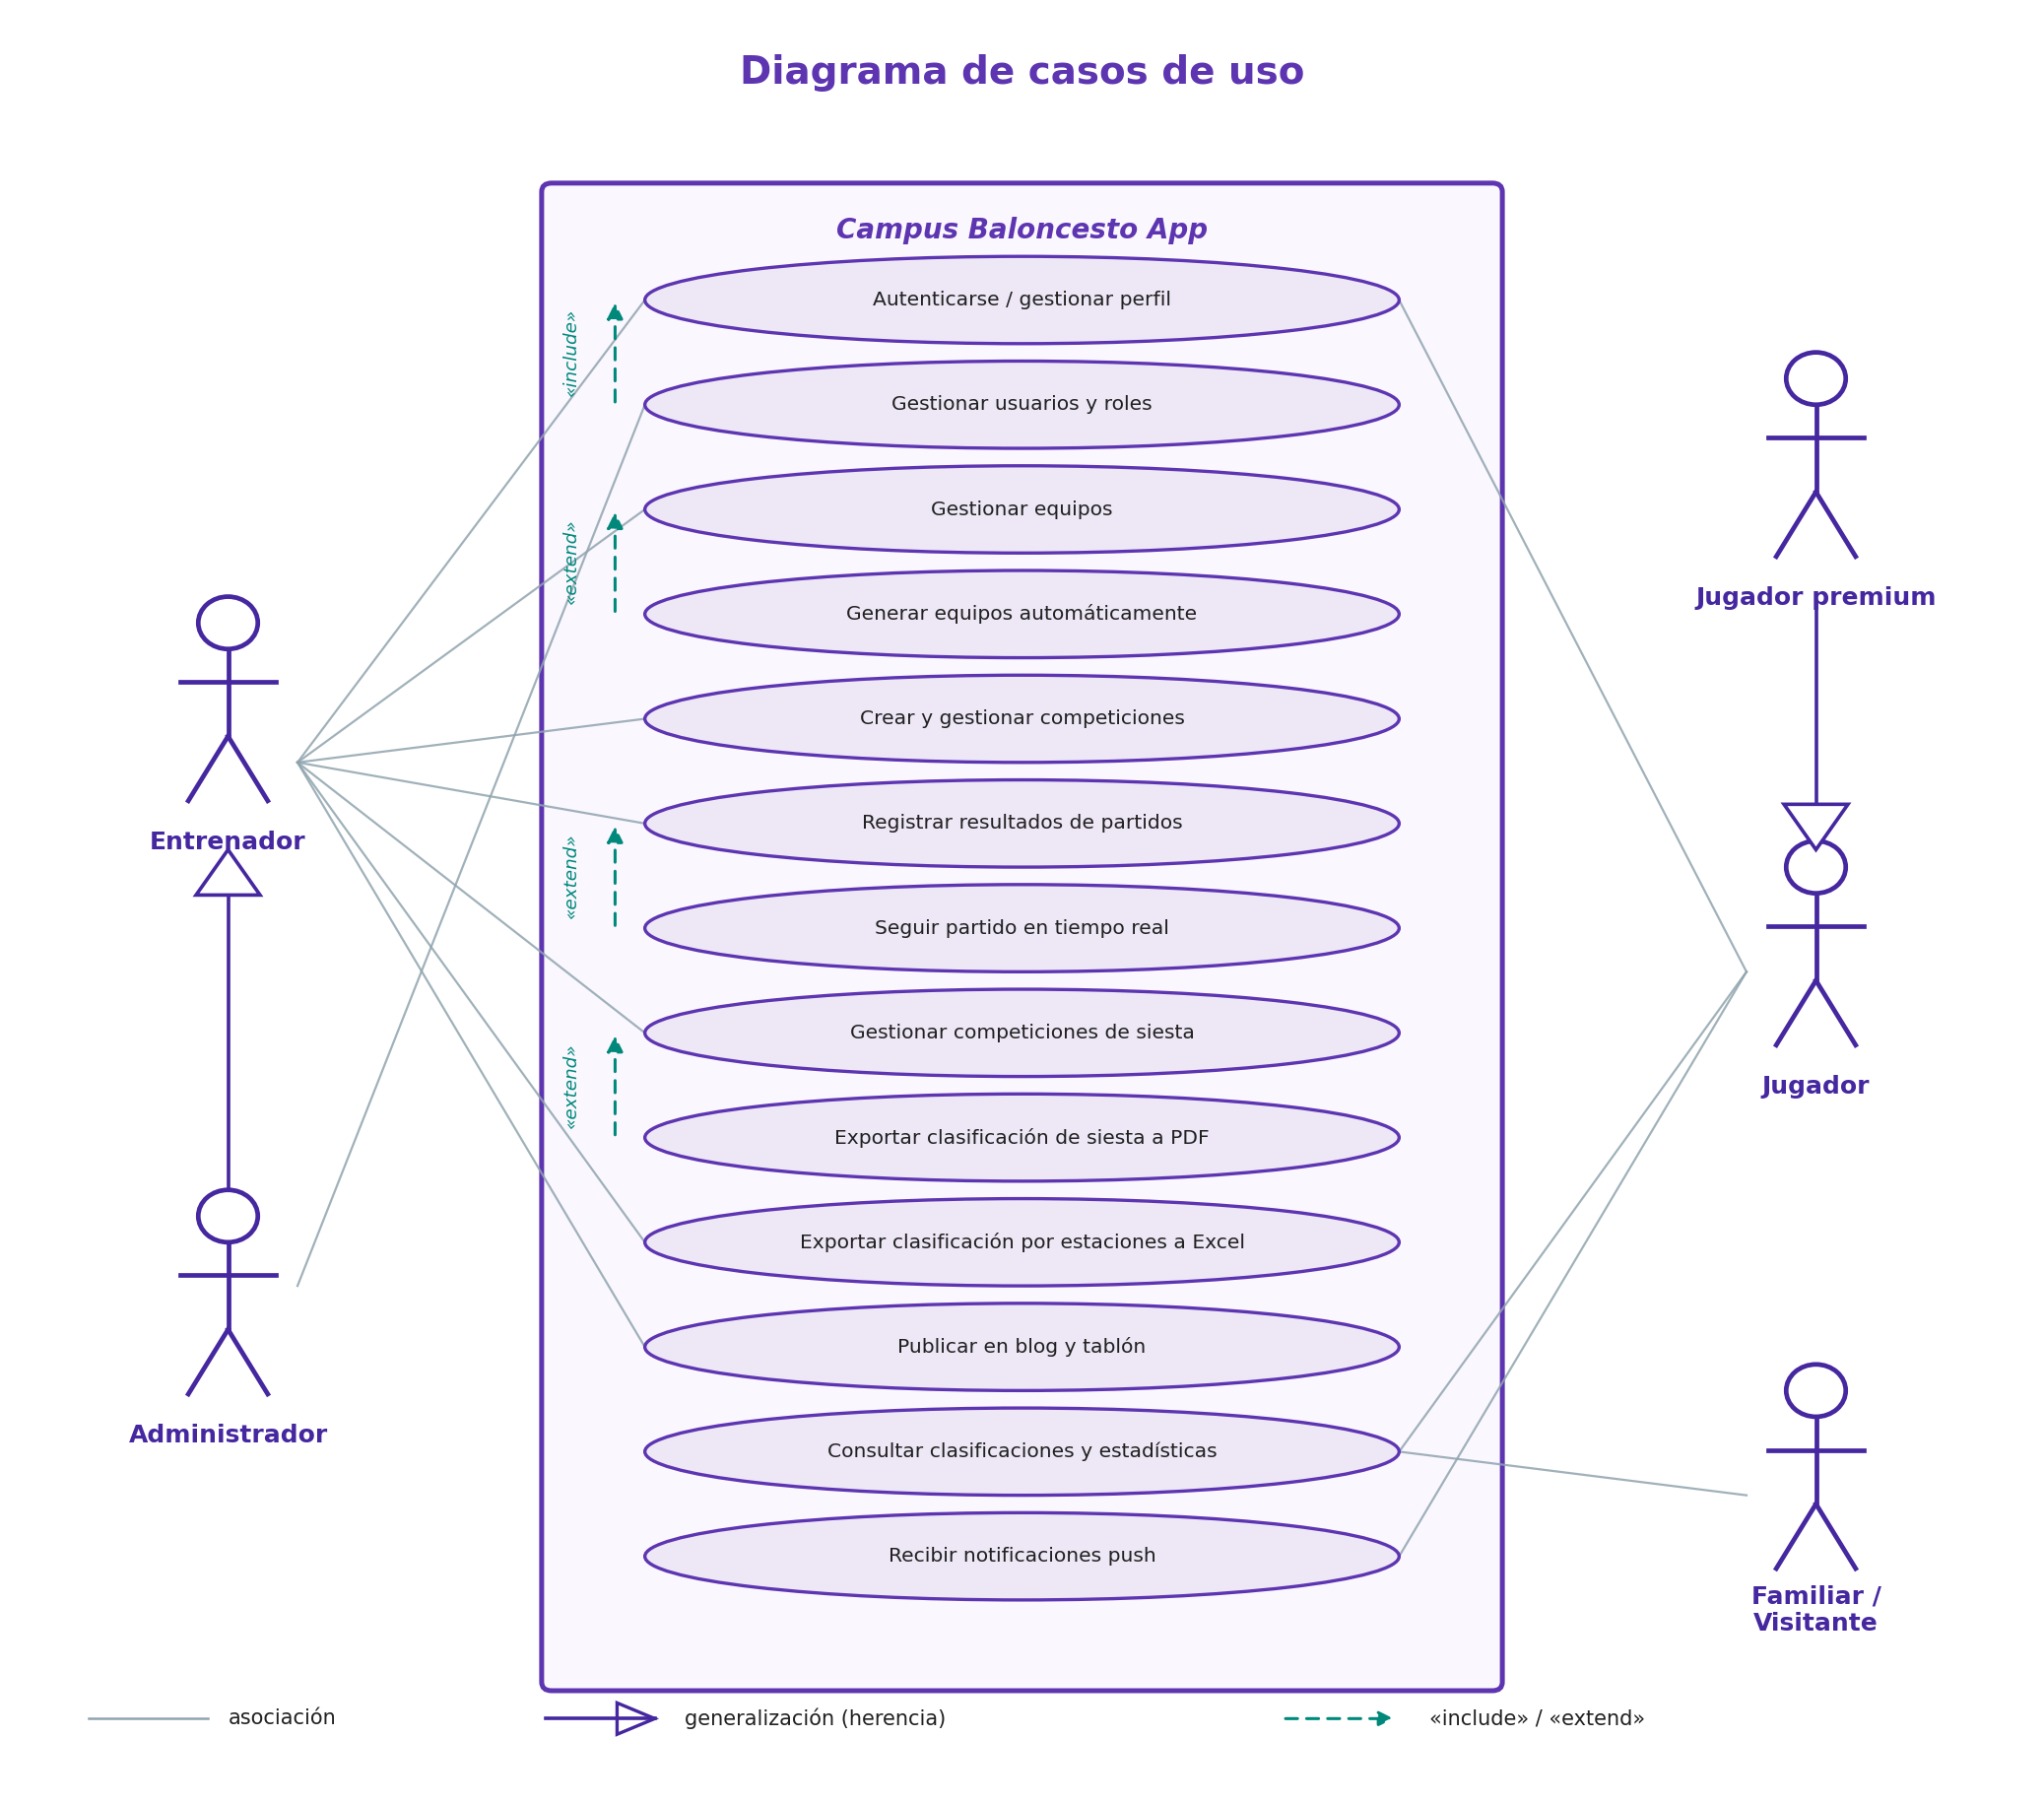 Diagrama de casos de uso
Campus Baloncesto App
Autenticarse / gestionar perfil
«include»
Gestionar usuarios y roles
Gestionar equipos
«extend»
Generar equipos automáticamente
Jugador premium
Crear y gestionar competiciones
Registrar resultados de partidos
Entrenador
«extend»
Seguir partido en tiempo real
Gestionar competiciones de siesta
«extend»
Jugador
Exportar clasificación de siesta a PDF
Exportar clasificación por estaciones a Excel
Publicar en blog y tablón
Administrador
Consultar clasificaciones y estadísticas
Recibir notificaciones push
Familiar /
Visitante
asociación
generalización (herencia)
«include» / «extend»